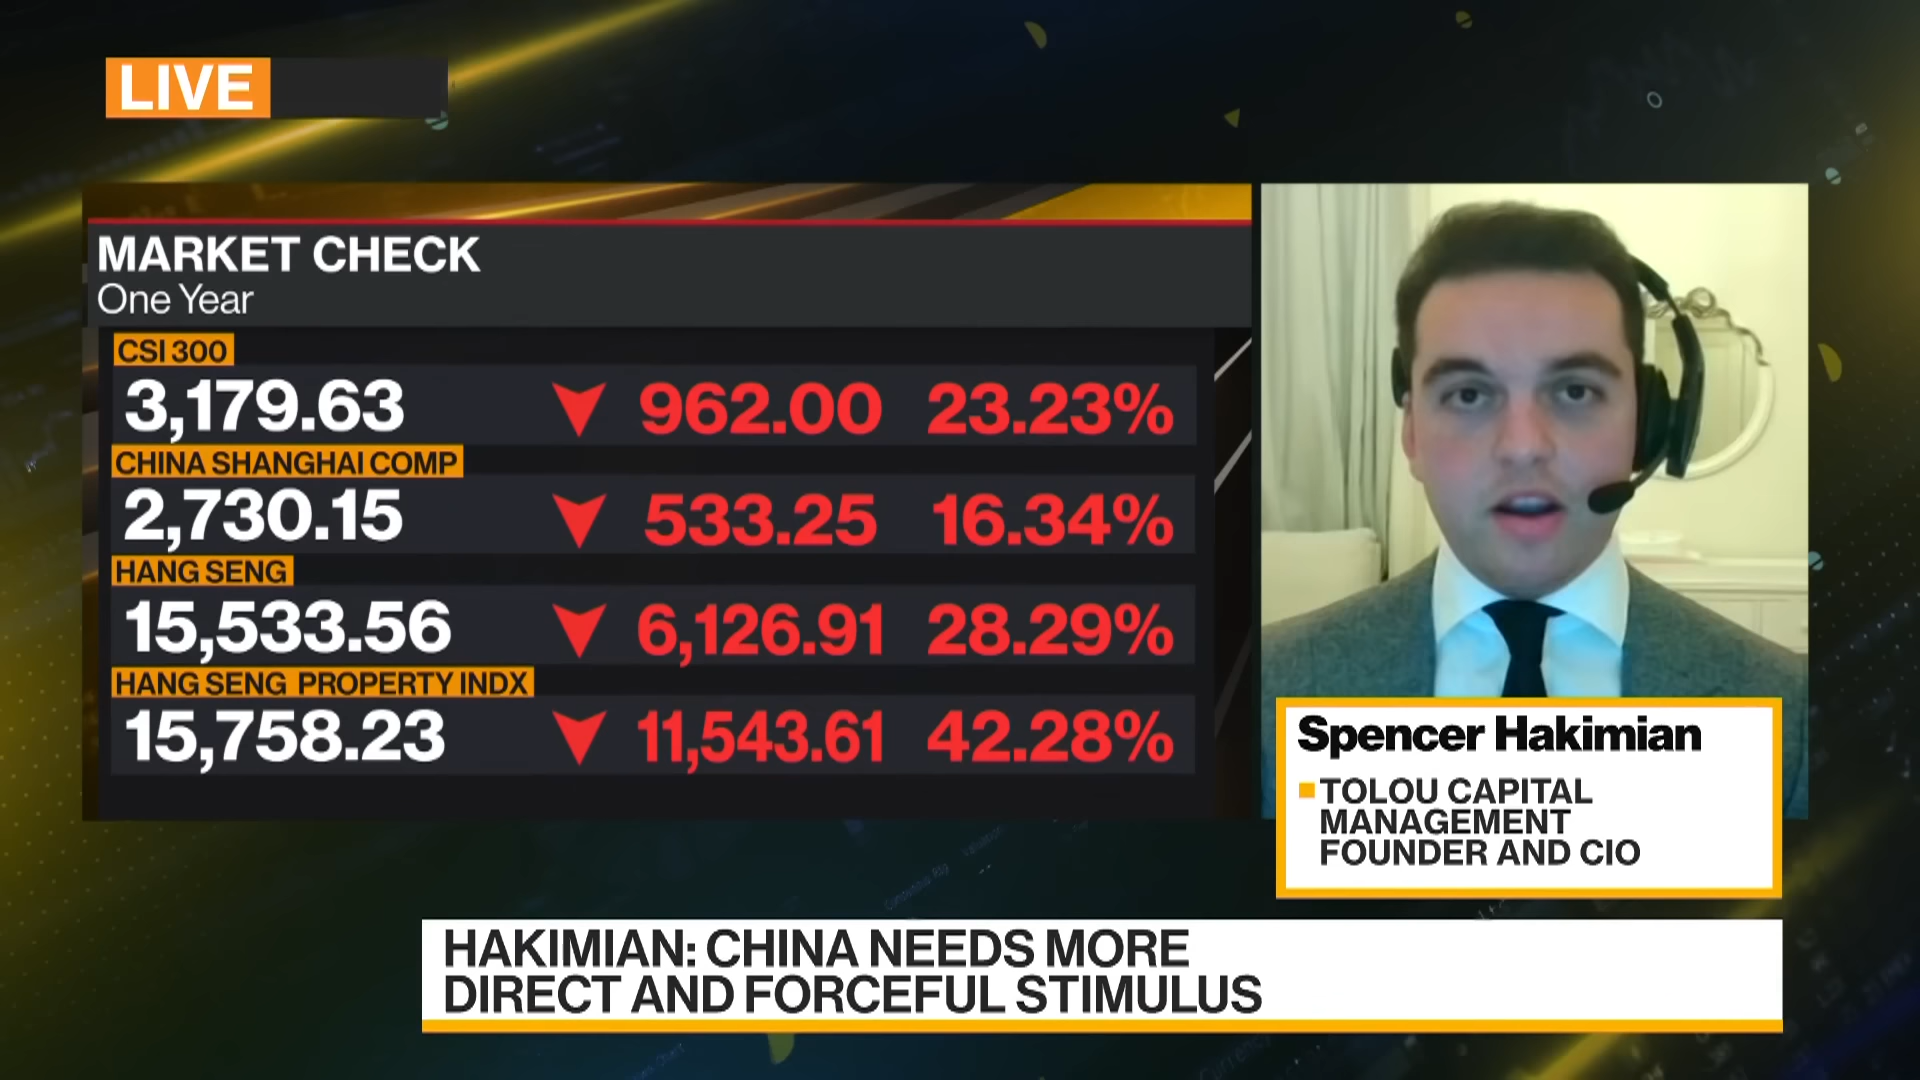 LIVE
MARKET CHECK
One Year
CSI 300
3,179.63 962.00 23.23%
CHINA SHANGHAI COMP
2,730.15 533.25 16.34%
HANG SENG
15,533.56 6,126.91 28.29%
HANG SENG PROPERTY INDX
15,758.23 11,543.61 42.28%
Spencer Hakimian
TOLOU CAPITAL
MANAGEMENT
FOUNDER AND CIO
HAKIMIAN: CHINA NEEDS MORE
DIRECT AND FORCEFUL STIMULUS